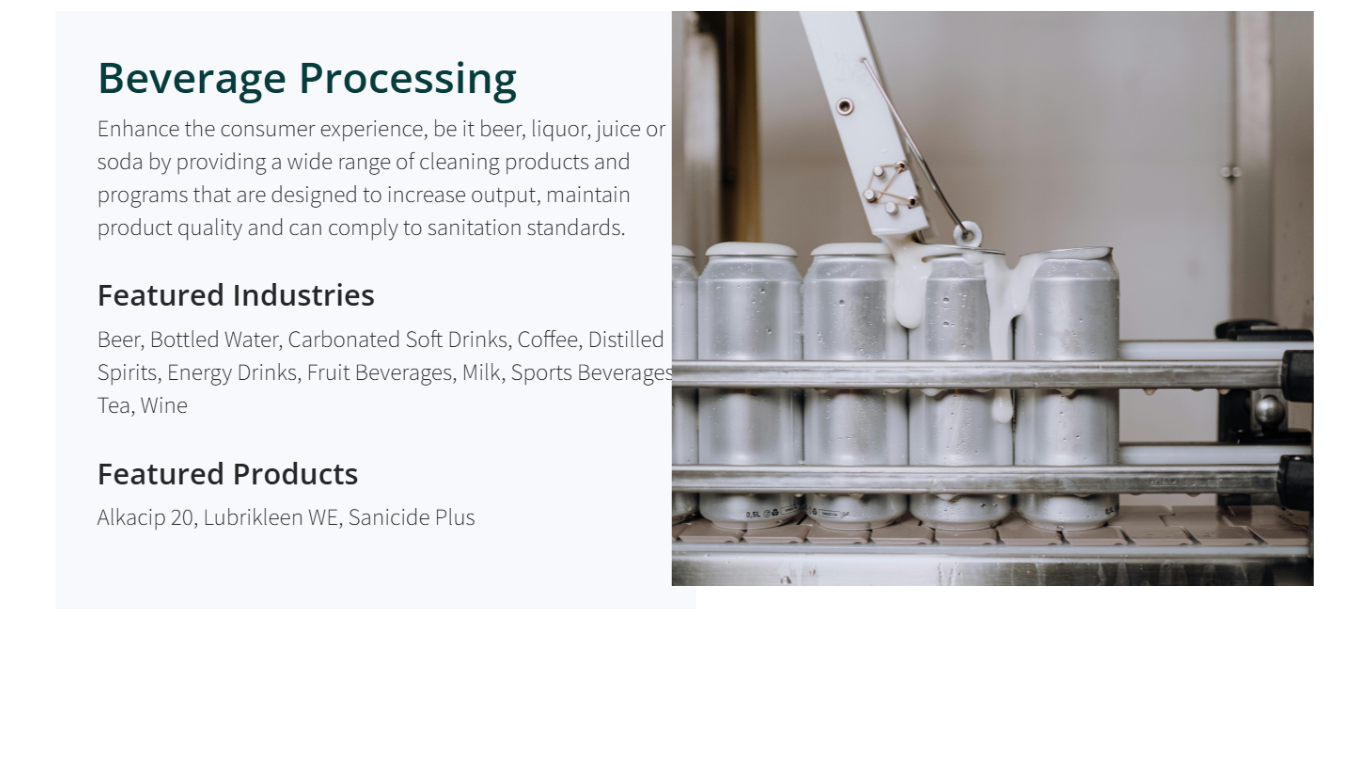 Beverage Processing
Enhance the consumer experience, be it beer, liquor, juice or
soda by providing a wide range of cleaning products and
programs that are designed to increase output, maintain
product quality and can comply to sanitation standards.
Featured Industries
Beer, Bottled Water, Carbonated Soft Drinks, Coffee, Distilled
Spirits, Energy Drinks, Fruit Beverages, Milk, Sports Beverages
Tea, Wine
Featured Products
Alkacip 20, Lubrikleen WE, Sanicide Plus
0,5L